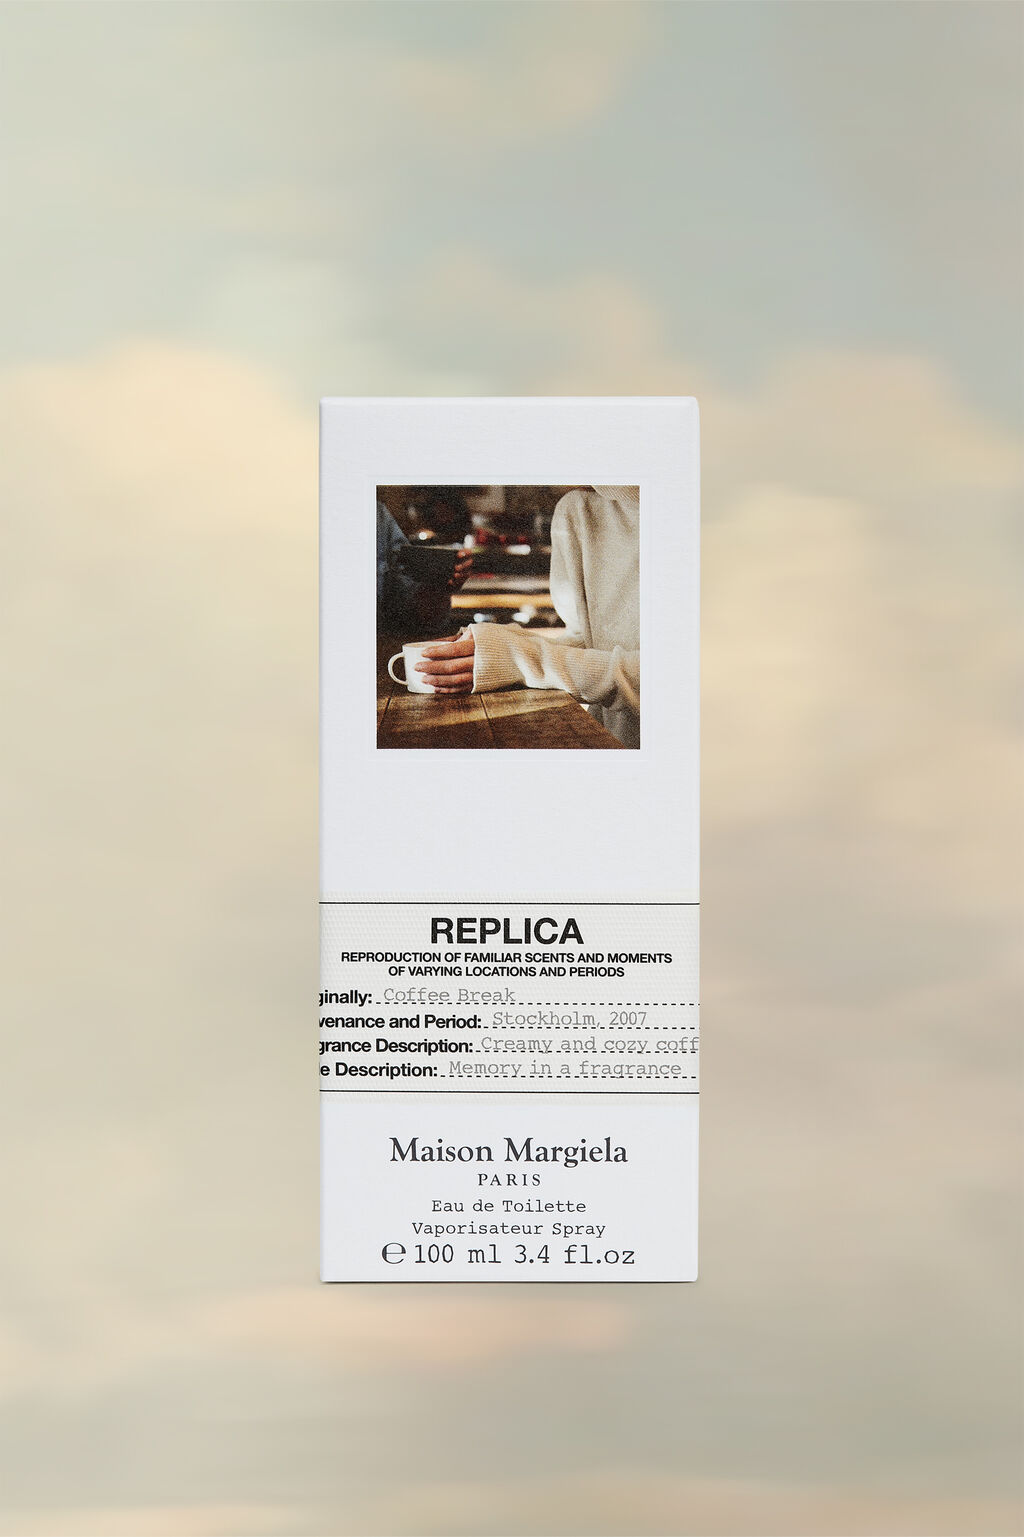 REPLICA
REPRODUCTION OF FAMILIAR SCENTS AND MOMENTS
OF VARYING LOCATIONS AND PERIODS
ginally: Coffee Break
venance and Period: Stockholm, 2007
grance Description: Creamy and cozy coff
le Description: Memory in a fragrance
Maison Margiela
PARIS
Eau de Toilette
Vaporisateur Spray
℮100 ml 3.4 fl.oz